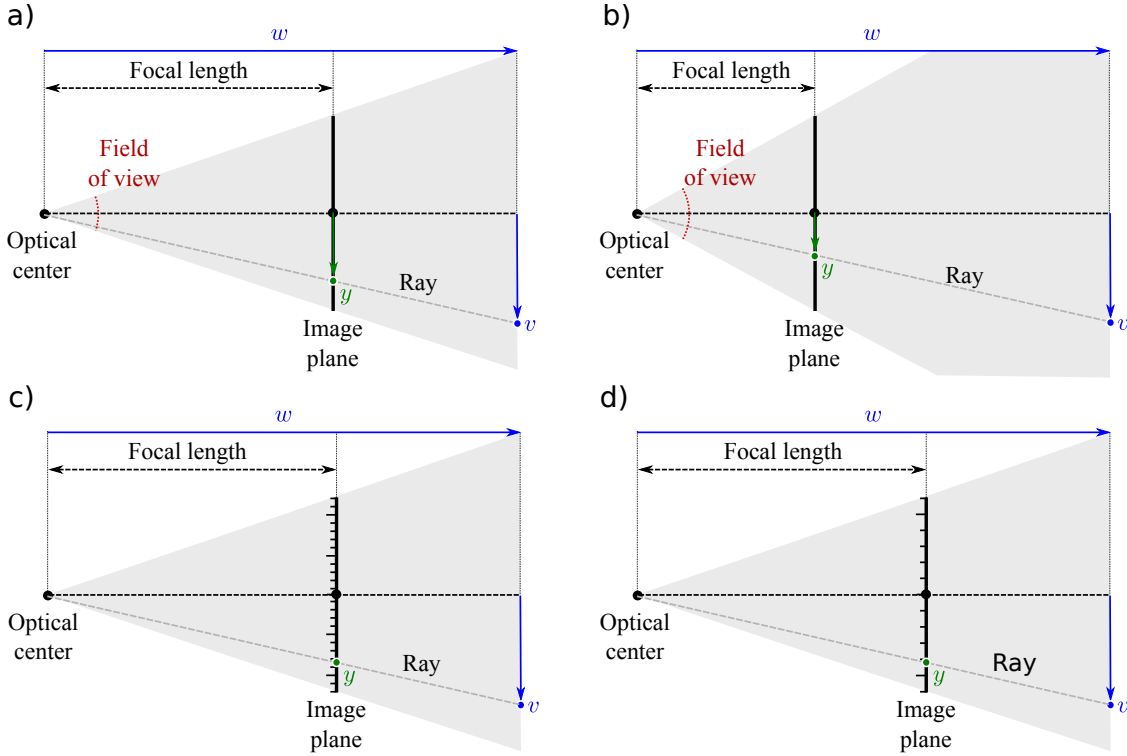 a)
w
Focal length
Field
of view
Optical
center
Ray
y
v
Image
plane
b)
w
Focal length
Field
of view
Optical
center
Ray
y
v
Image
plane
c)
w
Focal length
Optical
center
Ray
y
v
Image
plane
d)
w
Focal length
Optical
center
Ray
y
v
Image
plane